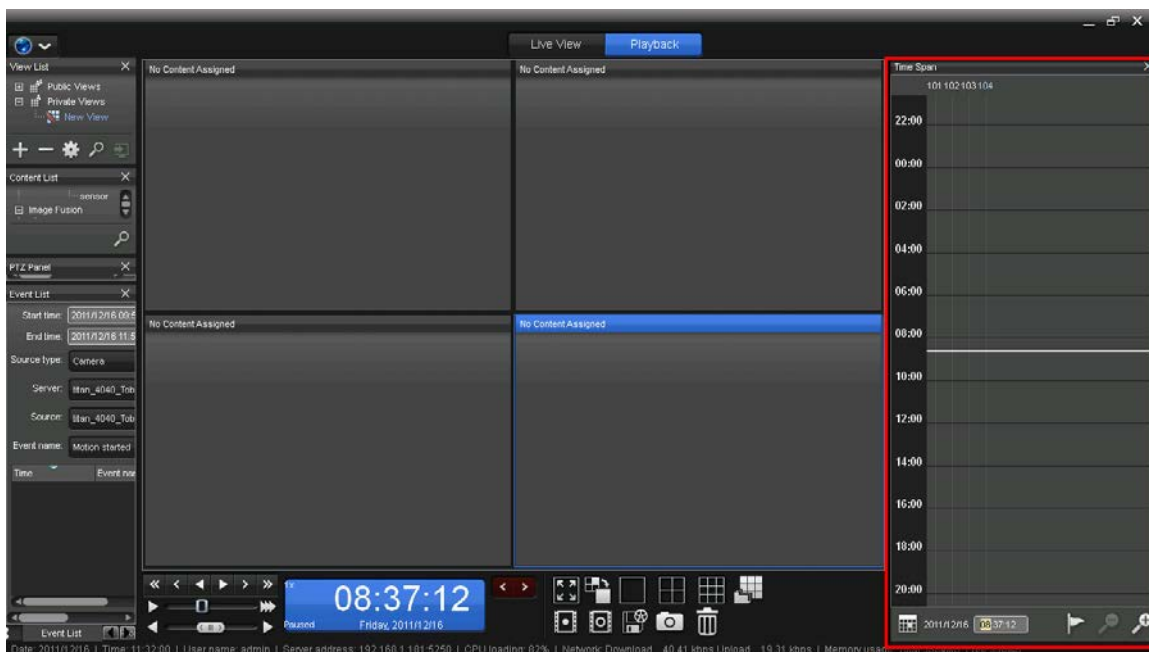 Live View
Playback
View List
Public Views
Private Views
New View
Content List
sensor
Image Fusion
PTZ Panel
Event List
Start time: 2011/12/16 09:5
End time: 2011/12/16 11:5
Source type: Camera
Server: titan_4040_Tob
Source: titan_4040_Tob
Event name: Motion started
Time Event nam
Event List
No Content Assigned
No Content Assigned
No Content Assigned
No Content Assigned
1x
08:37:12
Paused
Friday, 2011/12/16
Time Span
101 102 103 104
22:00
00:00
02:00
04:00
06:00
08:00
10:00
12:00
14:00
16:00
18:00
20:00
2011/12/16 08:37:12
Date: 2011/12/16 | Time: 11:32:00 | User name: admin | Server address: 192.168.1.181:5250 | CPU loading: 82% | Network: Download 40.41 kbps Upload 19.31 kbps | Memory usag